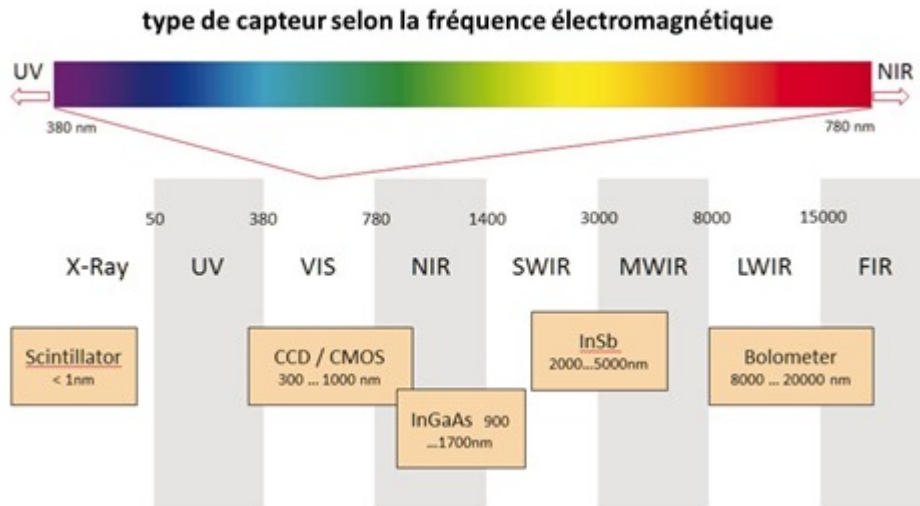 type de capteur selon la fréquence électromagnétique
UV
NIR
380 nm
780 nm
50
380
780
1400
3000
8000
15000
X-Ray
UV
VIS
NIR
SWIR
MWIR
LWIR
FIR
Scintillator
< 1nm
CCD / CMOS
300 ... 1000 nm
InSb
2000...5000nm
Bolometer
8000 ... 20000 nm
InGaAs 900
...1700nm